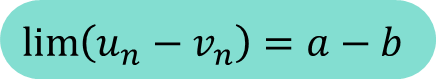 lim(uₙ − vₙ) = a − b